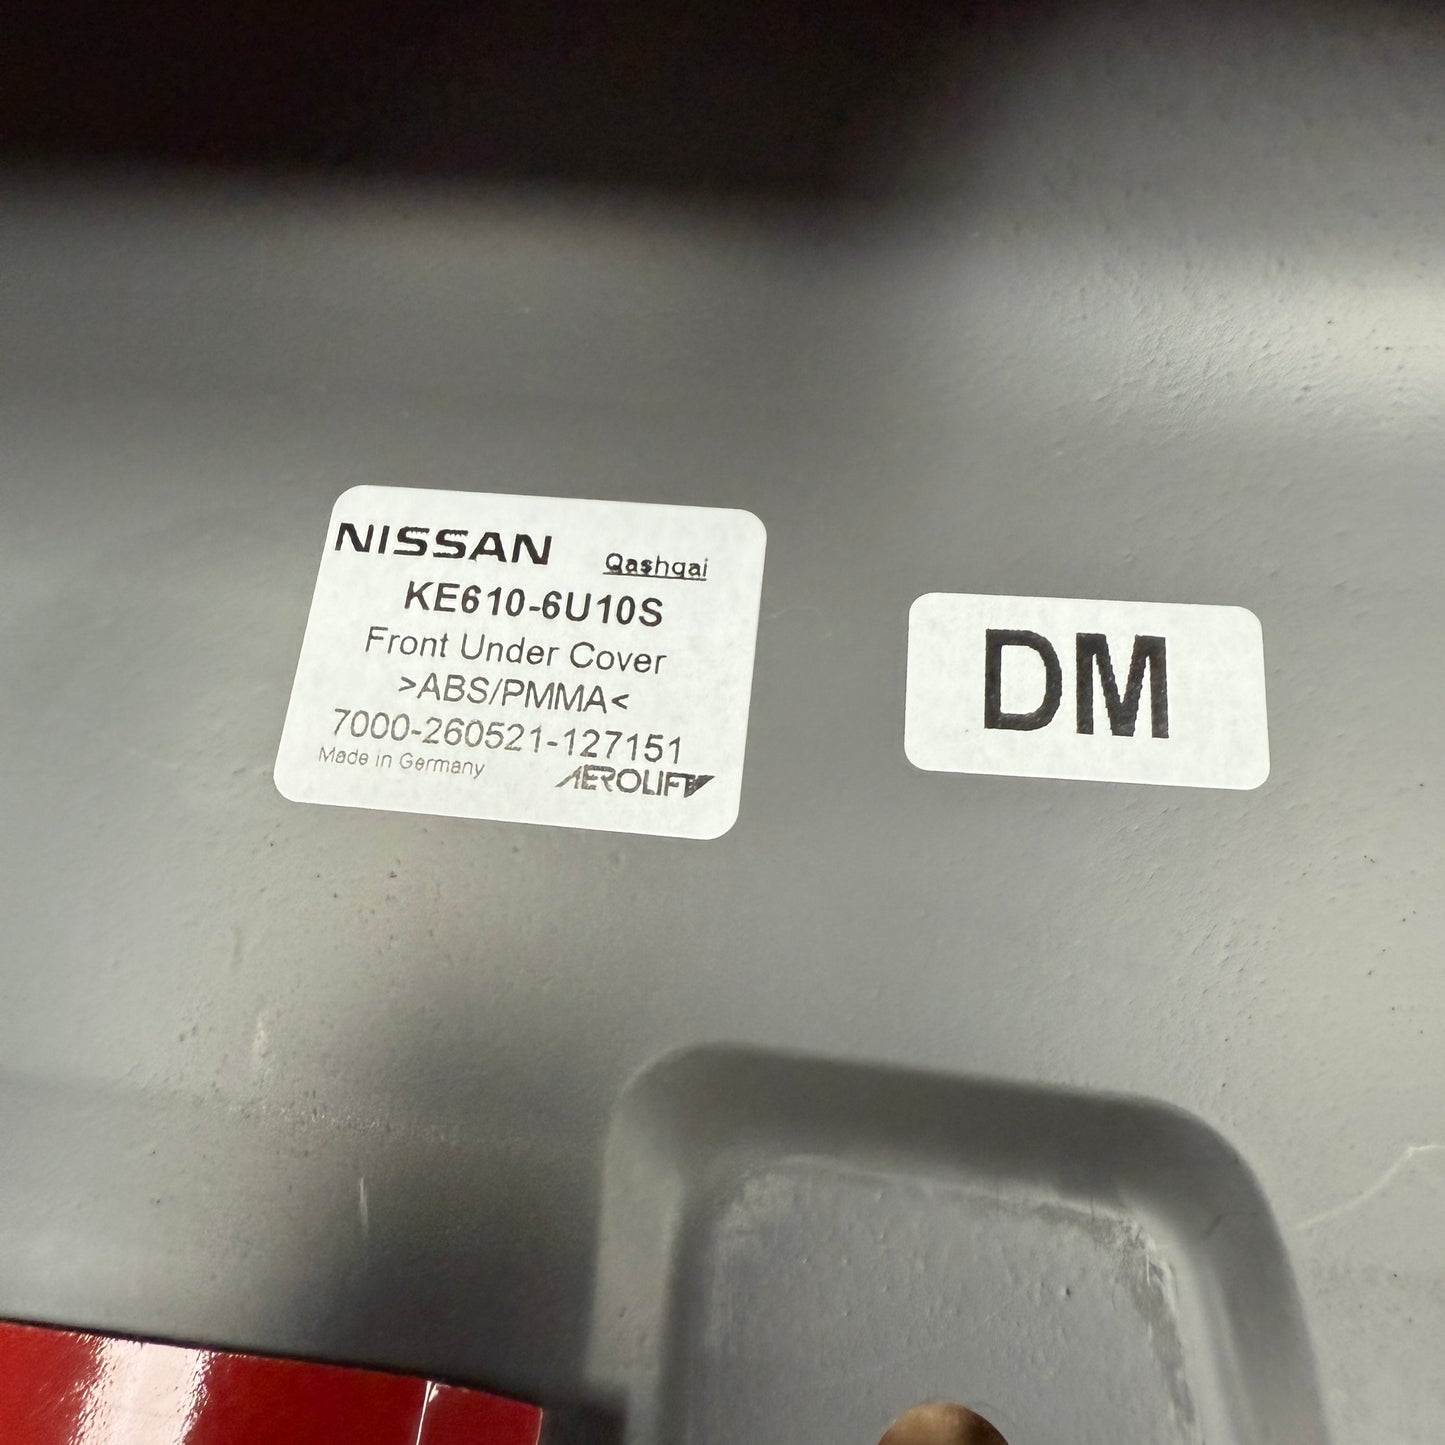 NISSAN Qashqai
KE610-6U10S
Front Under Cover
>ABS/PMMA<
7000-260521-127151
Made in Germany AEROLIFT
DM